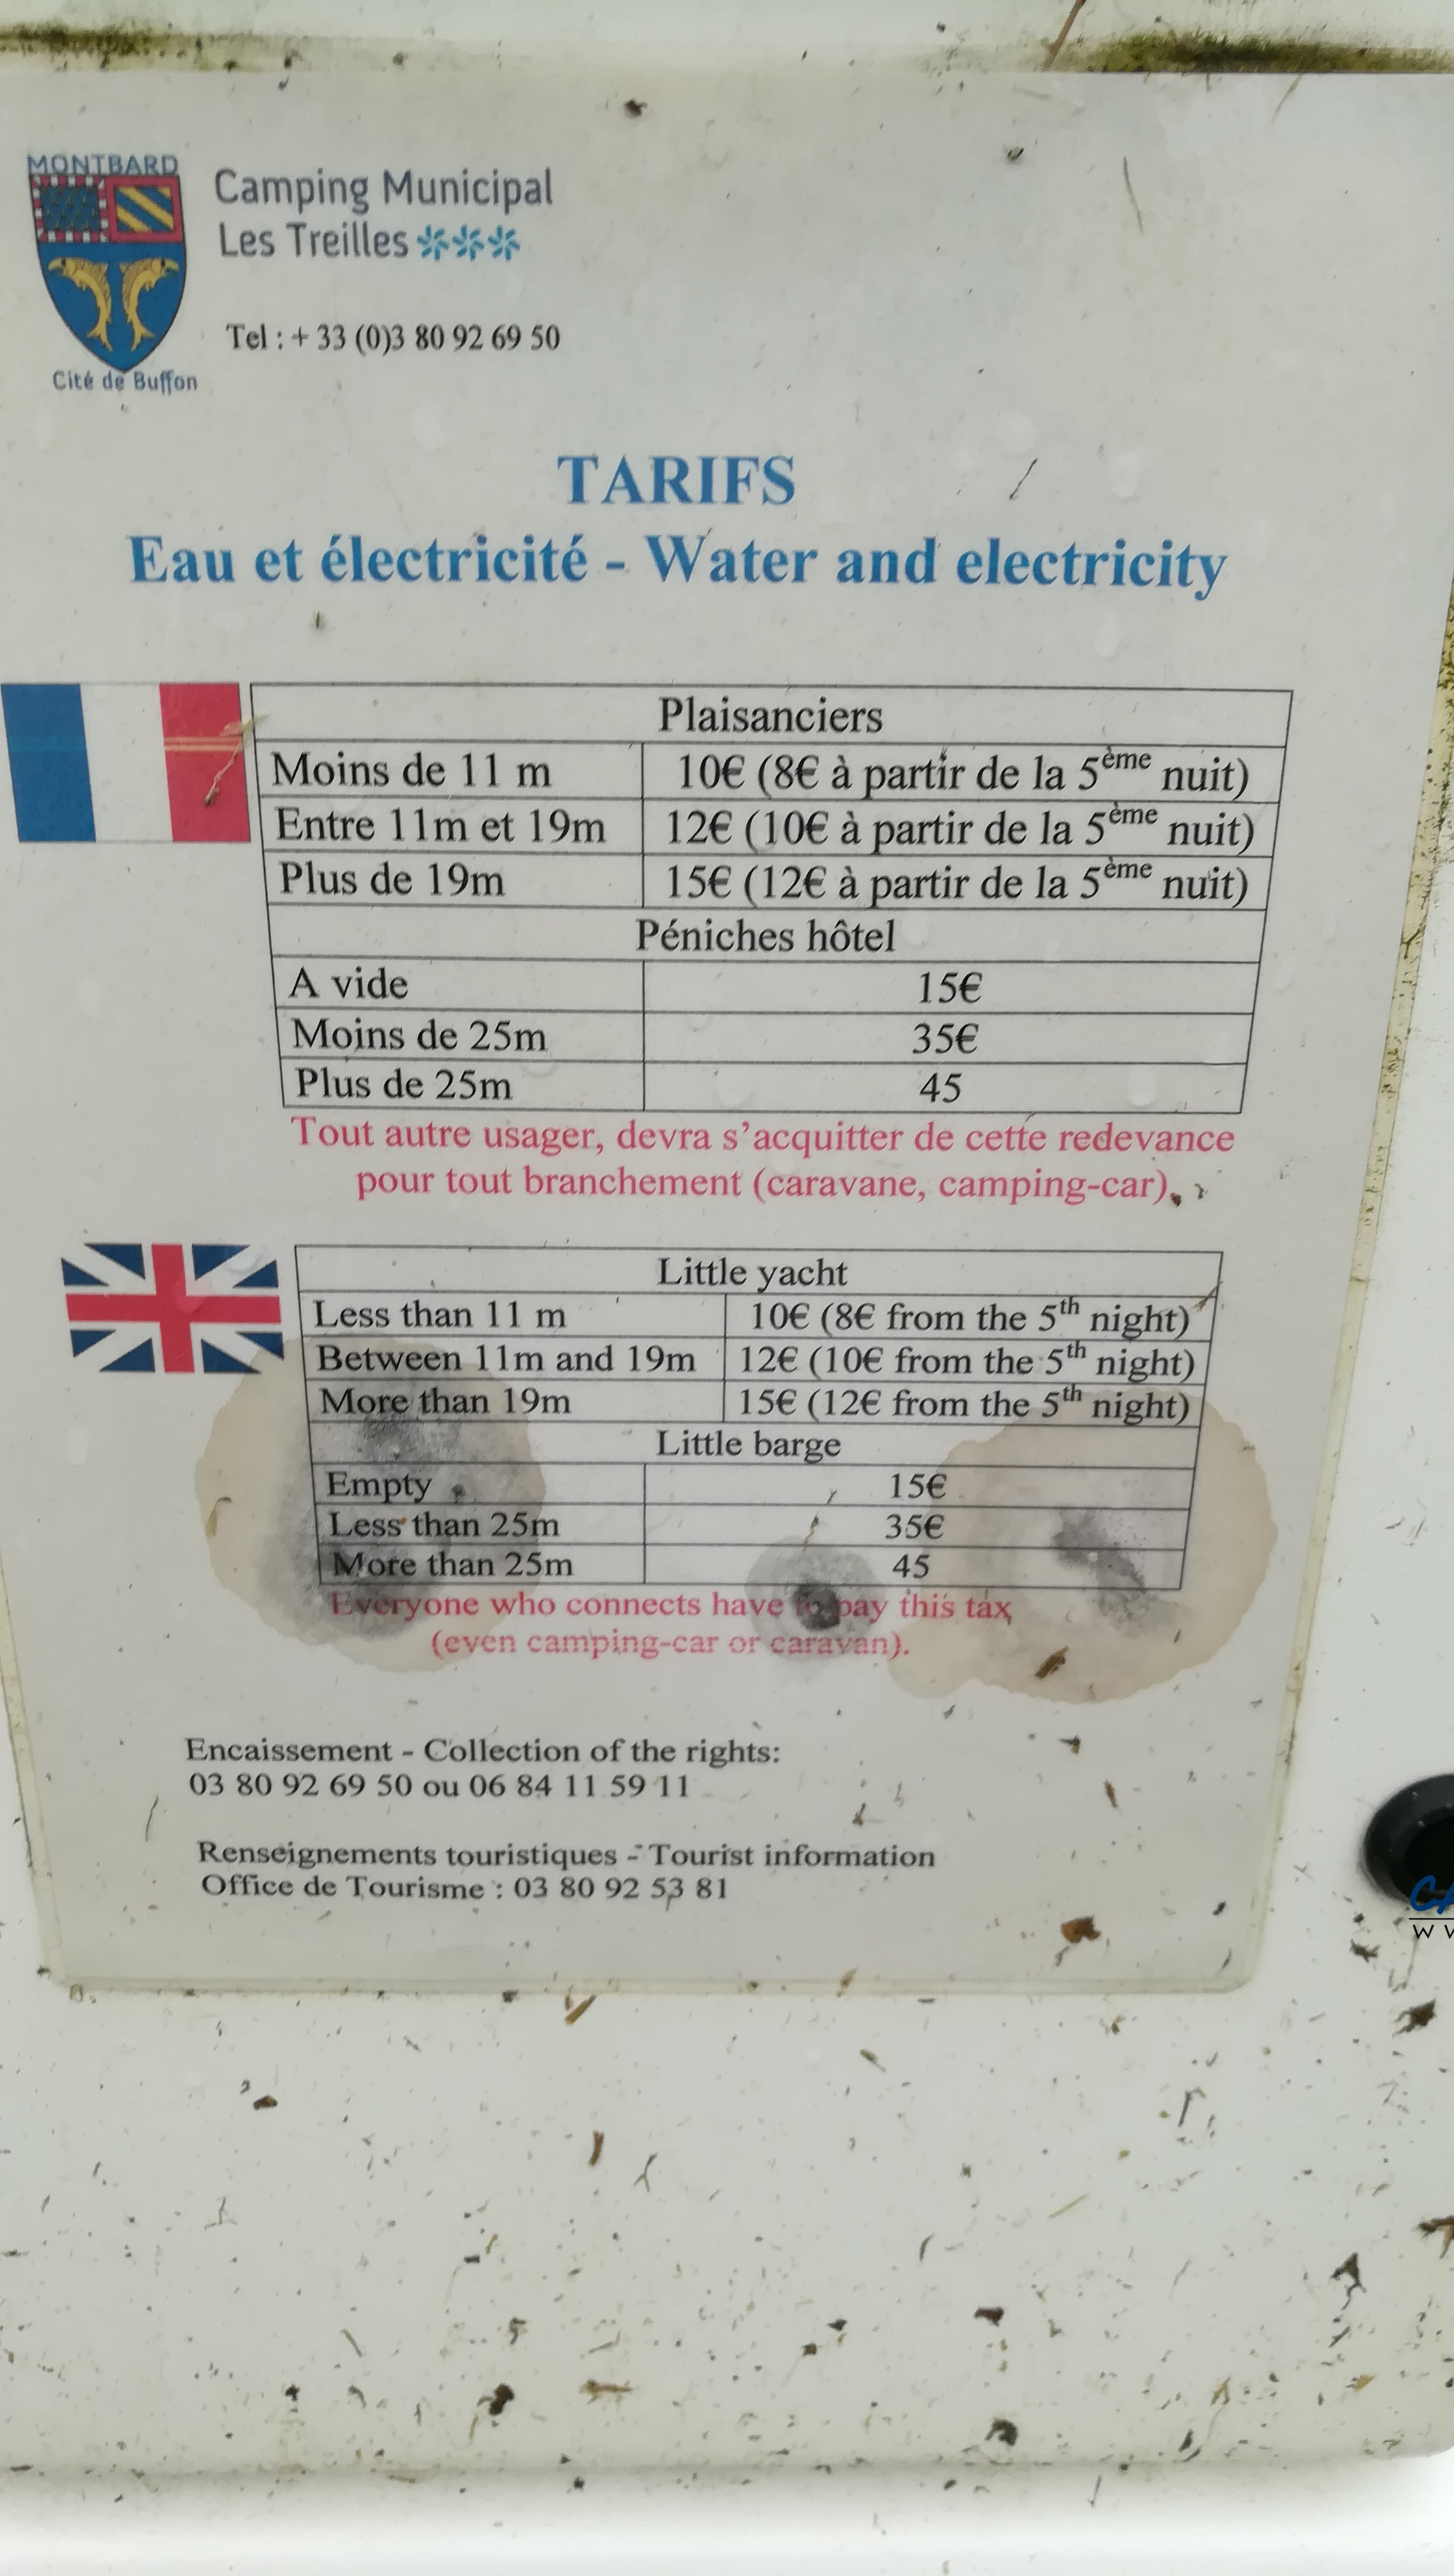 MONTBARD
Camping Municipal
Les Treilles
Tel : + 33 (0)3 80 92 69 50
Cité de Buffon
TARIFS
Eau et électricité - Water and electricity
Plaisanciers
Moins de 11 m 10€ (8€ à partir de la 5ème nuit)
Entre 11m et 19m 12€ (10€ à partir de la 5ème nuit)
Plus de 19m 15€ (12€ à partir de la 5ème nuit)
Péniches hôtel
A vide 15€
Moins de 25m 35€
Plus de 25m 45
Tout autre usager, devra s'acquitter de cette redevance
pour tout branchement (caravane, camping-car).
Little yacht
Less than 11 m 10€ (8€ from the 5th night)
Between 11m and 19m 12€ (10€ from the 5th night)
More than 19m 15€ (12€ from the 5th night)
Little barge
Empty 15€
Less than 25m 35€
More than 25m 45
Everyone who connects have to pay this tax
(even camping-car or caravan).
Encaissement - Collection of the rights:
03 80 92 69 50 ou 06 84 11 59 11
Renseignements touristiques - Tourist information
Office de Tourisme : 03 80 92 53 81